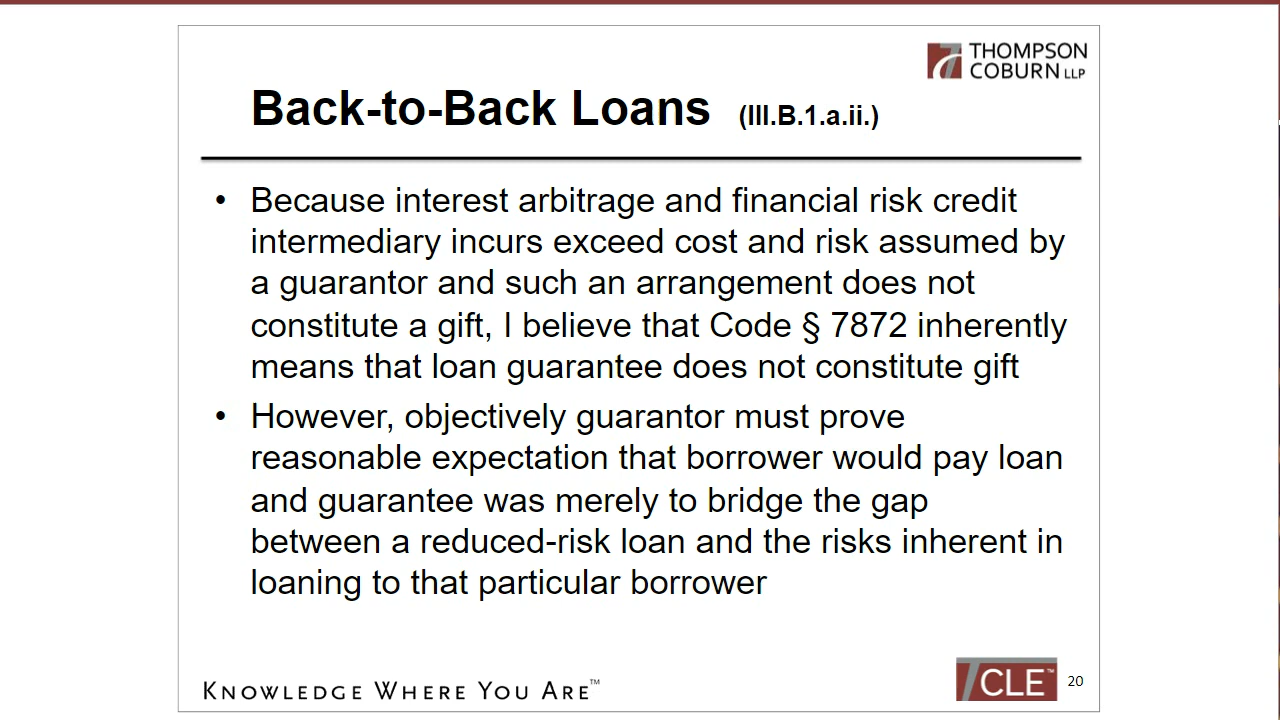 THOMPSON
COBURN LLP
Back-to-Back Loans (III.B.1.a.ii.)
• Because interest arbitrage and financial risk credit
intermediary incurs exceed cost and risk assumed by
a guarantor and such an arrangement does not
constitute a gift, I believe that Code § 7872 inherently
means that loan guarantee does not constitute gift
• However, objectively guarantor must prove
reasonable expectation that borrower would pay loan
and guarantee was merely to bridge the gap
between a reduced-risk loan and the risks inherent in
loaning to that particular borrower
KNOWLEDGE WHERE YOU ARE™
CLE™ 20